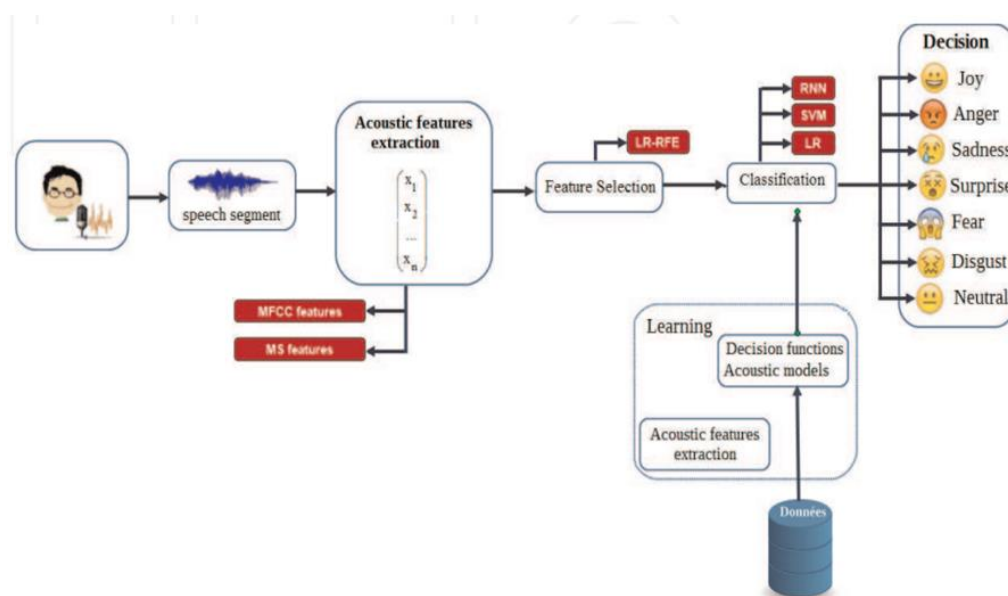 speech segment
Acoustic features
extraction
x1
x2
...
xn
MFCC features
MS features
LR-RFE
Feature Selection
RNN
SVM
LR
Classification
Decision
Joy
Anger
Sadness
Surprise
Fear
Disgust
Neutral
Learning
Decision functions
Acoustic models
Acoustic features
extraction
Données